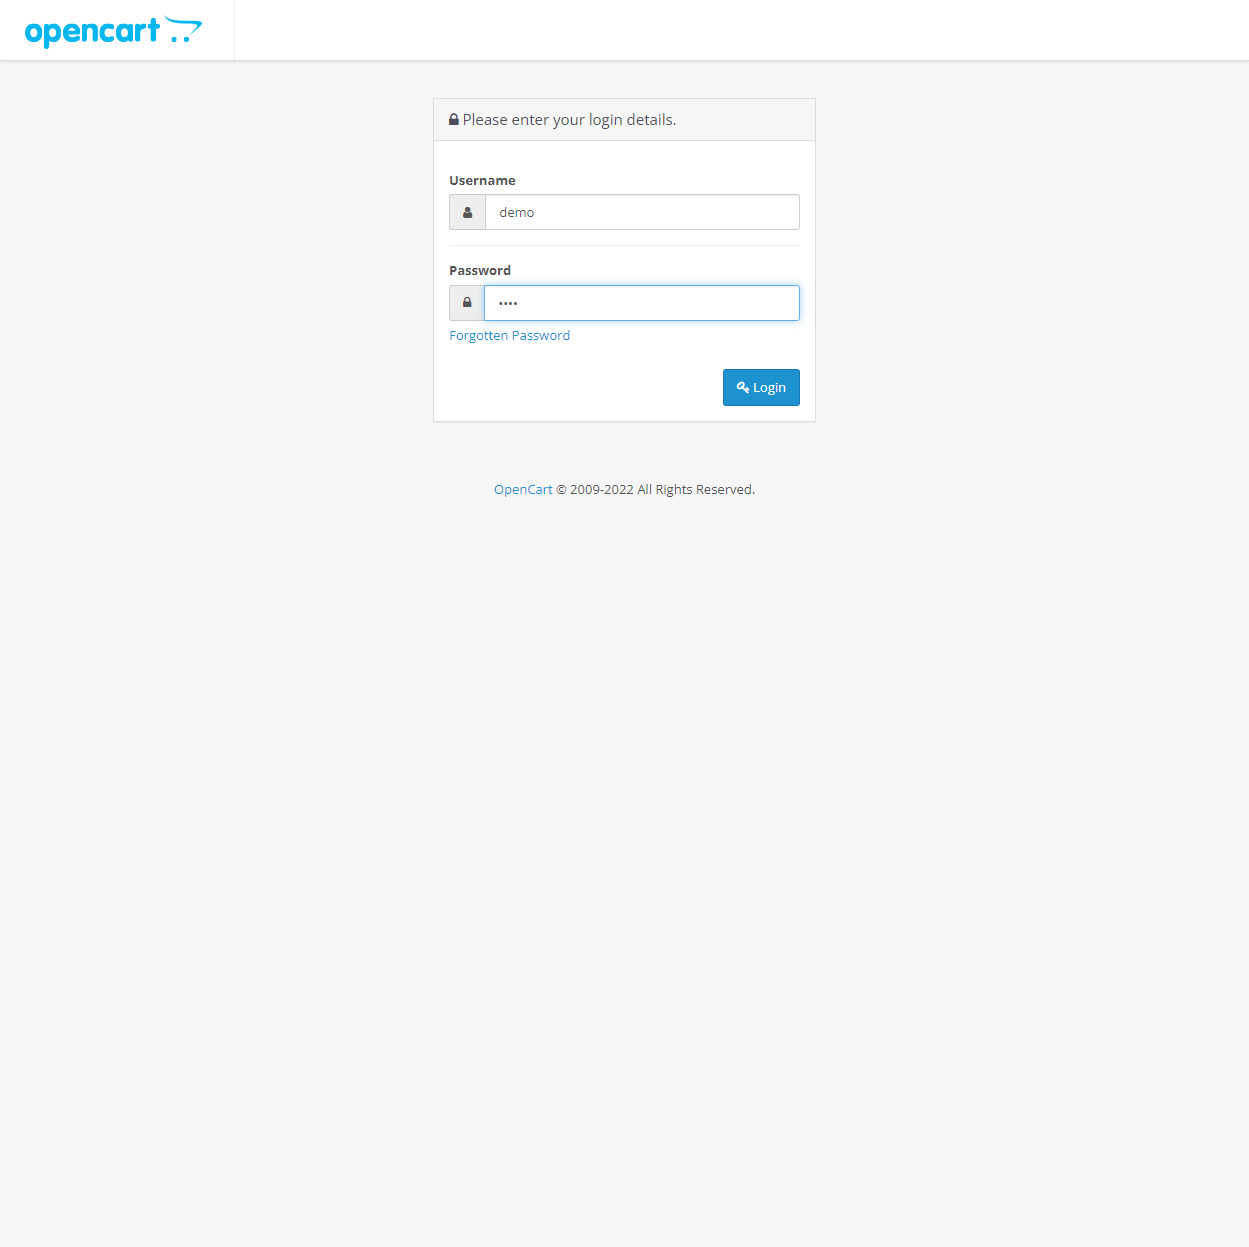 opencart
Please enter your login details.
Username
demo
Password
••••
Forgotten Password
Login
OpenCart © 2009-2022 All Rights Reserved.